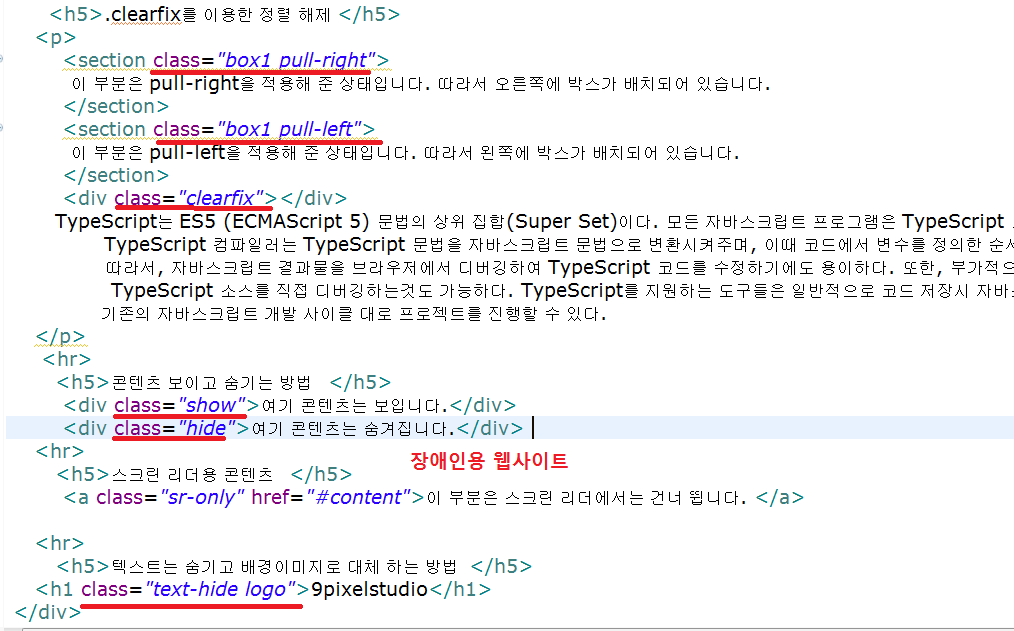 <h5>.clearfix를 이용한 정렬 해제 </h5>
<p>
<section class="box1 pull-right">
이 부분은 pull-right을 적용해 준 상태입니다. 따라서 오른쪽에 박스가 배치되어 있습니다.
</section>
<section class="box1 pull-left">
이 부분은 pull-left을 적용해 준 상태입니다. 따라서 왼쪽에 박스가 배치되어 있습니다.
</section>
<div class="clearfix"></div>
TypeScript는 ES5 (ECMAScript 5) 문법의 상위 집합(Super Set)이다. 모든 자바스크립트 프로그램은 TypeScript
TypeScript 컴파일러는 TypeScript 문법을 자바스크립트 문법으로 변환시켜주며, 이때 코드에서 변수를 정의한 순서
따라서, 자바스크립트 결과물을 브라우저에서 디버깅하여 TypeScript 코드를 수정하기에도 용이하다. 또한, 부가적으
TypeScript 소스를 직접 디버깅하는것도 가능하다. TypeScript를 지원하는 도구들은 일반적으로 코드 저장시 자바스
기존의 자바스크립트 개발 사이클 대로 프로젝트를 진행할 수 있다.
</p>
<hr>
<h5>콘텐츠 보이고 숨기는 방법 </h5>
<div class="show">여기 콘텐츠는 보입니다.</div>
<div class="hide">여기 콘텐츠는 숨겨집니다.</div>
<hr>
장애인용 웹사이트
<h5>스크린 리더용 콘텐츠 </h5>
<a class="sr-only" href="#content">이 부분은 스크린 리더에서는 건너 뜁니다. </a>
<hr>
<h5>텍스트는 숨기고 배경이미지로 대체 하는 방법 </h5>
<h1 class="text-hide logo">9pixelstudio</h1>
</div>